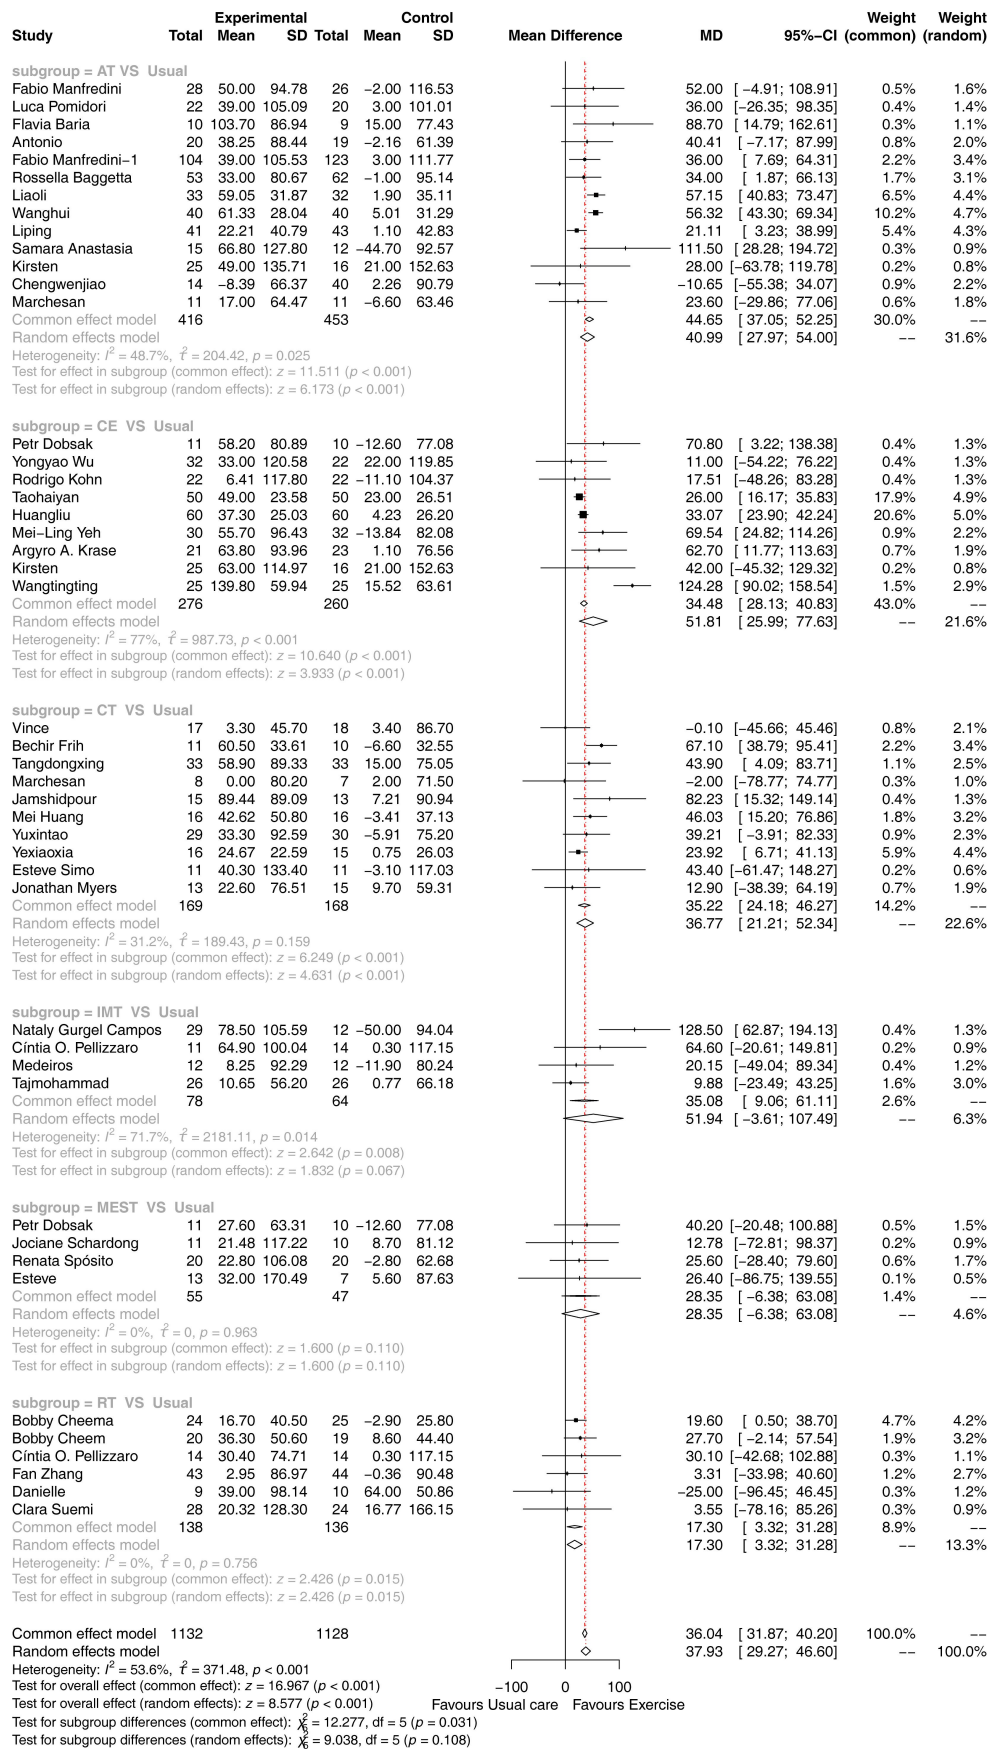 Experimental Control Weight Weight
Study Total Mean SD Total Mean SD Mean Difference MD 95%−CI (common) (random)
subgroup = AT VS Usual
Fabio Manfredini 28 50.00 94.78 26 −2.00 116.53 52.00 [ −4.91; 108.91] 0.5% 1.6%
Luca Pomidori 22 39.00 105.09 20 3.00 101.01 36.00 [ −26.35; 98.35] 0.4% 1.4%
Flavia Baria 10 103.70 86.94 9 15.00 77.43 88.70 [ 14.79; 162.61] 0.3% 1.1%
Antonio 20 38.25 88.44 19 −2.16 61.39 40.41 [ −7.17; 87.99] 0.8% 2.0%
Fabio Manfredini−1 104 39.00 105.53 123 3.00 111.77 36.00 [ 7.69; 64.31] 2.2% 3.4%
Rossella Baggetta 53 33.00 80.67 62 −1.00 95.14 34.00 [ 1.87; 66.13] 1.7% 3.1%
Liaoli 33 59.05 31.87 32 1.90 35.11 57.15 [ 40.83; 73.47] 6.5% 4.4%
Wanghui 40 61.33 28.04 40 5.01 31.29 56.32 [ 43.30; 69.34] 10.2% 4.7%
Liping 41 22.21 40.79 43 1.10 42.83 21.11 [ 3.23; 38.99] 5.4% 4.3%
Samara Anastasia 15 66.80 127.80 12 −44.70 92.57 111.50 [ 28.28; 194.72] 0.3% 0.9%
Kirsten 25 49.00 135.71 16 21.00 152.63 28.00 [−63.78; 119.78] 0.2% 0.8%
Chengwenjiao 14 −8.39 66.37 40 2.26 90.79 −10.65 [−55.38; 34.07] 0.9% 2.2%
Marchesan 11 17.00 64.47 11 −6.60 63.46 23.60 [ −29.86; 77.06] 0.6% 1.8%
Common effect model 416 453 44.65 [ 37.05; 52.25] 30.0% −−
Random effects model 40.99 [ 27.97; 54.00] −− 31.6%
Heterogeneity: I² = 48.7%, τ² = 204.42, p = 0.025
Test for effect in subgroup (common effect): z = 11.511 (p < 0.001)
Test for effect in subgroup (random effects): z = 6.173 (p < 0.001)
subgroup = CE VS Usual
Petr Dobsak 11 58.20 80.89 10 −12.60 77.08 70.80 [ 3.22; 138.38] 0.4% 1.3%
Yongyao Wu 32 33.00 120.58 22 22.00 119.85 11.00 [−54.22; 76.22] 0.4% 1.3%
Rodrigo Kohn 22 6.41 117.80 22 −11.10 104.37 17.51 [−48.26; 83.28] 0.4% 1.3%
Taohaiyan 50 49.00 23.58 50 23.00 26.51 26.00 [ 16.17; 35.83] 17.9% 4.9%
Huangliu 60 37.30 25.03 60 4.23 26.20 33.07 [ 23.90; 42.24] 20.6% 5.0%
Mei−Ling Yeh 30 55.70 96.43 32 −13.84 82.08 69.54 [ 24.82; 114.26] 0.9% 2.2%
Argyro A. Krase 21 63.80 93.96 23 1.10 76.56 62.70 [ 11.77; 113.63] 0.7% 1.9%
Kirsten 25 63.00 114.97 16 21.00 152.63 42.00 [ −45.32; 129.32] 0.2% 0.8%
Wangtingting 25 139.80 59.94 25 15.52 63.61 124.28 [ 90.02; 158.54] 1.5% 2.9%
Common effect model 276 260 34.48 [ 28.13; 40.83] 43.0% −−
Random effects model 51.81 [ 25.99; 77.63] −− 21.6%
Heterogeneity: I² = 77%, τ² = 987.73, p < 0.001
Test for effect in subgroup (common effect): z = 10.640 (p < 0.001)
Test for effect in subgroup (random effects): z = 3.933 (p < 0.001)
subgroup = CT VS Usual
Vince 17 3.30 45.70 18 3.40 86.70 −0.10 [−45.66; 45.46] 0.8% 2.1%
Bechir Frih 11 60.50 33.61 10 −6.60 32.55 67.10 [ 38.79; 95.41] 2.2% 3.4%
Tangdongxing 33 58.90 89.33 33 15.00 75.05 43.90 [ 4.09; 83.71] 1.1% 2.5%
Marchesan 8 0.00 80.20 7 2.00 71.50 −2.00 [−78.77; 74.77] 0.3% 1.0%
Jamshidpour 15 89.44 89.09 13 7.21 90.94 82.23 [ 15.32; 149.14] 0.4% 1.3%
Mei Huang 16 42.62 50.80 16 −3.41 37.13 46.03 [ 15.20; 76.86] 1.8% 3.2%
Yuxintao 29 33.30 92.59 30 −5.91 75.20 39.21 [ −3.91; 82.33] 0.9% 2.3%
Yexiaoxia 16 24.67 22.59 15 0.75 26.03 23.92 [ 6.71; 41.13] 5.9% 4.4%
Esteve Simo 11 40.30 133.40 11 −3.10 117.03 43.40 [−61.47; 148.27] 0.2% 0.6%
Jonathan Myers 13 22.60 76.51 15 9.70 59.31 12.90 [−38.39; 64.19] 0.7% 1.9%
Common effect model 169 168 35.22 [ 24.18; 46.27] 14.2% −−
Random effects model 36.77 [ 21.21; 52.34] −− 22.6%
Heterogeneity: I² = 31.2%, τ² = 189.43, p = 0.159
Test for effect in subgroup (common effect): z = 6.249 (p < 0.001)
Test for effect in subgroup (random effects): z = 4.631 (p < 0.001)
subgroup = IMT VS Usual
Nataly Gurgel Campos 29 78.50 105.59 12 −50.00 94.04 128.50 [ 62.87; 194.13] 0.4% 1.3%
Cíntia O. Pellizzaro 11 64.90 100.04 14 0.30 117.15 64.60 [−20.61; 149.81] 0.2% 0.9%
Medeiros 12 8.25 92.29 12 −11.90 80.24 20.15 [−49.04; 89.34] 0.4% 1.2%
Tajmohammad 26 10.65 56.20 26 0.77 66.18 9.88 [−23.49; 43.25] 1.6% 3.0%
Common effect model 78 64 35.08 [ 9.06; 61.11] 2.6% −−
Random effects model 51.94 [ −3.61; 107.49] −− 6.3%
Heterogeneity: I² = 71.7%, τ² = 2181.11, p = 0.014
Test for effect in subgroup (common effect): z = 2.642 (p = 0.008)
Test for effect in subgroup (random effects): z = 1.832 (p = 0.067)
subgroup = MEST VS Usual
Petr Dobsak 11 27.60 63.31 10 −12.60 77.08 40.20 [ −20.48; 100.88] 0.5% 1.5%
Jociane Schardong 11 21.48 117.22 10 8.70 81.12 12.78 [ −72.81; 98.37] 0.2% 0.9%
Renata Spósito 20 22.80 106.08 20 −2.80 62.68 25.60 [ −28.40; 79.60] 0.6% 1.7%
Esteve 13 32.00 170.49 7 5.60 87.63 26.40 [ −86.75; 139.55] 0.1% 0.5%
Common effect model 55 47 28.35 [ −6.38; 63.08] 1.4% −−
Random effects model 28.35 [ −6.38; 63.08] −− 4.6%
Heterogeneity: I² = 0%, τ² = 0, p = 0.963
Test for effect in subgroup (common effect): z = 1.600 (p = 0.110)
Test for effect in subgroup (random effects): z = 1.600 (p = 0.110)
subgroup = RT VS Usual
Bobby Cheema 24 16.70 40.50 25 −2.90 25.80 19.60 [ 0.50; 38.70] 4.7% 4.2%
Bobby Cheem 20 36.30 50.60 19 8.60 44.40 27.70 [ −2.14; 57.54] 1.9% 3.2%
Cíntia O. Pellizzaro 14 30.40 74.71 14 0.30 117.15 30.10 [−42.68; 102.88] 0.3% 1.1%
Fan Zhang 43 2.95 86.97 44 −0.36 90.48 3.31 [−33.98; 40.60] 1.2% 2.7%
Danielle 9 39.00 98.14 10 64.00 50.86 −25.00 [−96.45; 46.45] 0.3% 1.2%
Clara Suemi 28 20.32 128.30 24 16.77 166.15 3.55 [−78.16; 85.26] 0.3% 0.9%
Common effect model 138 136 17.30 [ 3.32; 31.28] 8.9% −−
Random effects model 17.30 [ 3.32; 31.28] −− 13.3%
Heterogeneity: I² = 0%, τ² = 0, p = 0.756
Test for effect in subgroup (common effect): z = 2.426 (p = 0.015)
Test for effect in subgroup (random effects): z = 2.426 (p = 0.015)
Common effect model 1132 1128 36.04 [ 31.87; 40.20] 100.0% −−
Random effects model 37.93 [ 29.27; 46.60] −− 100.0%
Heterogeneity: I² = 53.6%, τ² = 371.48, p < 0.001
Test for overall effect (common effect): z = 16.967 (p < 0.001) −100 0 100
Test for overall effect (random effects): z = 8.577 (p < 0.001) Favours Usual care Favours Exercise
Test for subgroup differences (common effect): χ²₅ = 12.277, df = 5 (p = 0.031)
Test for subgroup differences (random effects): χ²₅ = 9.038, df = 5 (p = 0.108)